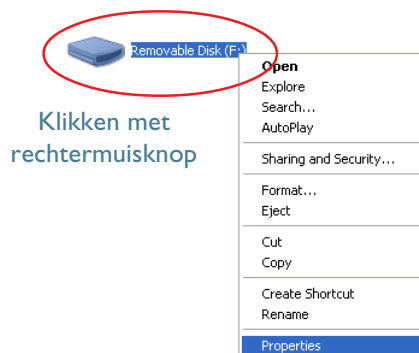 Removable Disk (F:)
Open
Explore
Search...
AutoPlay
Klikken met
rechtermuisknop
Sharing and Security...
Format...
Eject
Cut
Copy
Create Shortcut
Rename
Properties